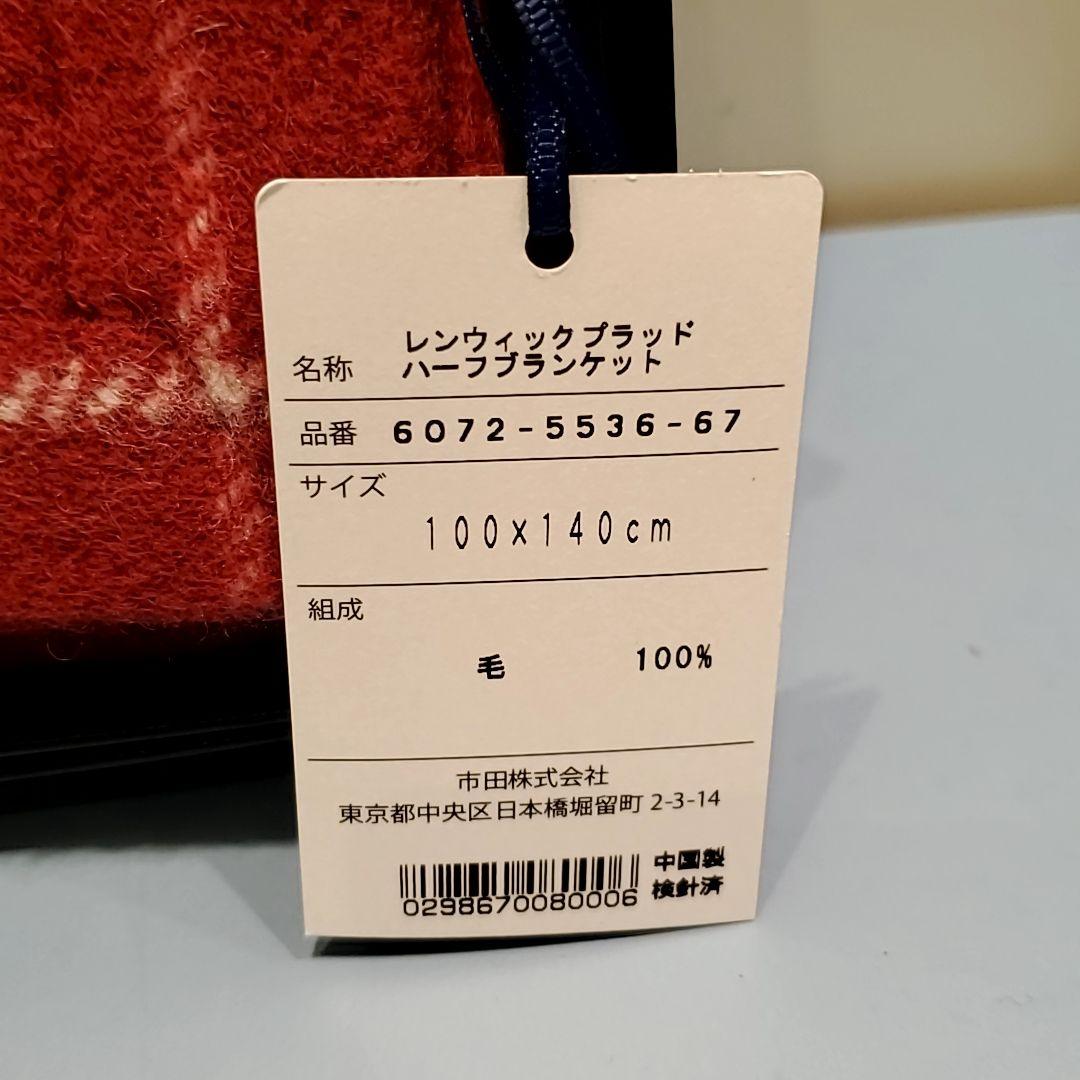 レンウィックプラッド
名称 ハーフブランケット
品番 6072-5536-67
サイズ
100×140cm
組成
毛 100%
市田株式会社
東京都中央区日本橋堀留町 2-3-14
中国製
検針済
0298670080006